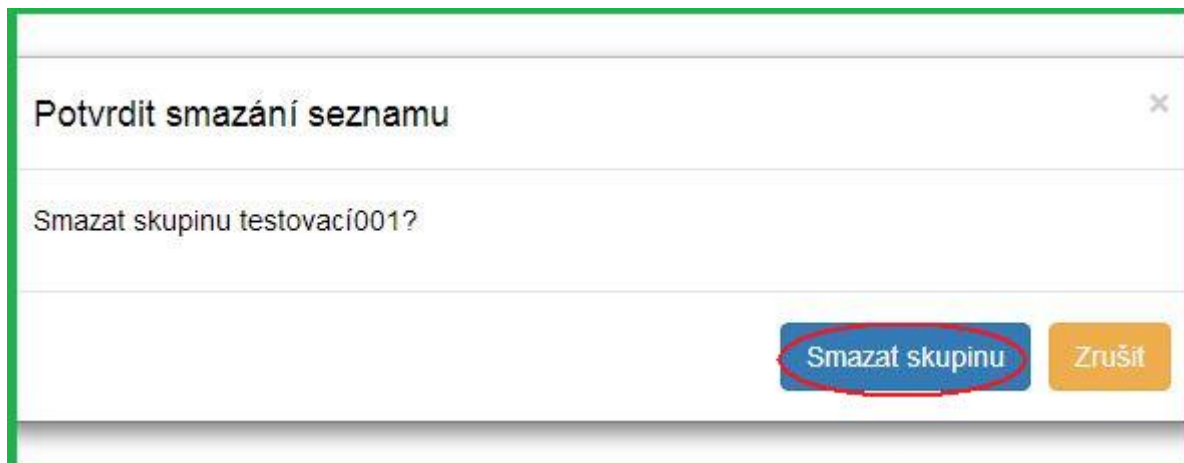 Potvrdit smazání seznamu
×
Smazat skupinu testovací001?
Smazat skupinu
Zrušit